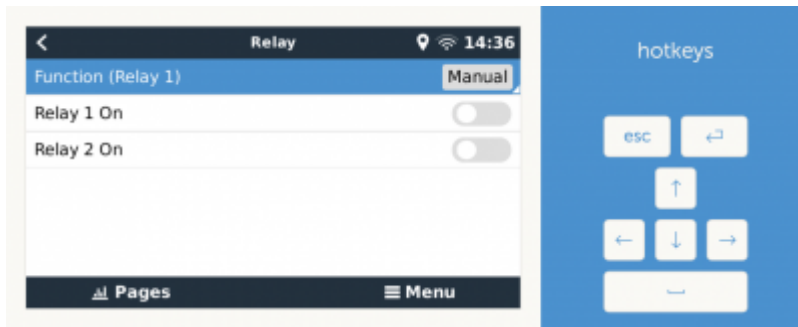 Relay 14:36
Function (Relay 1) Manual
Relay 1 On
Relay 2 On
Pages Menu
hotkeys
esc